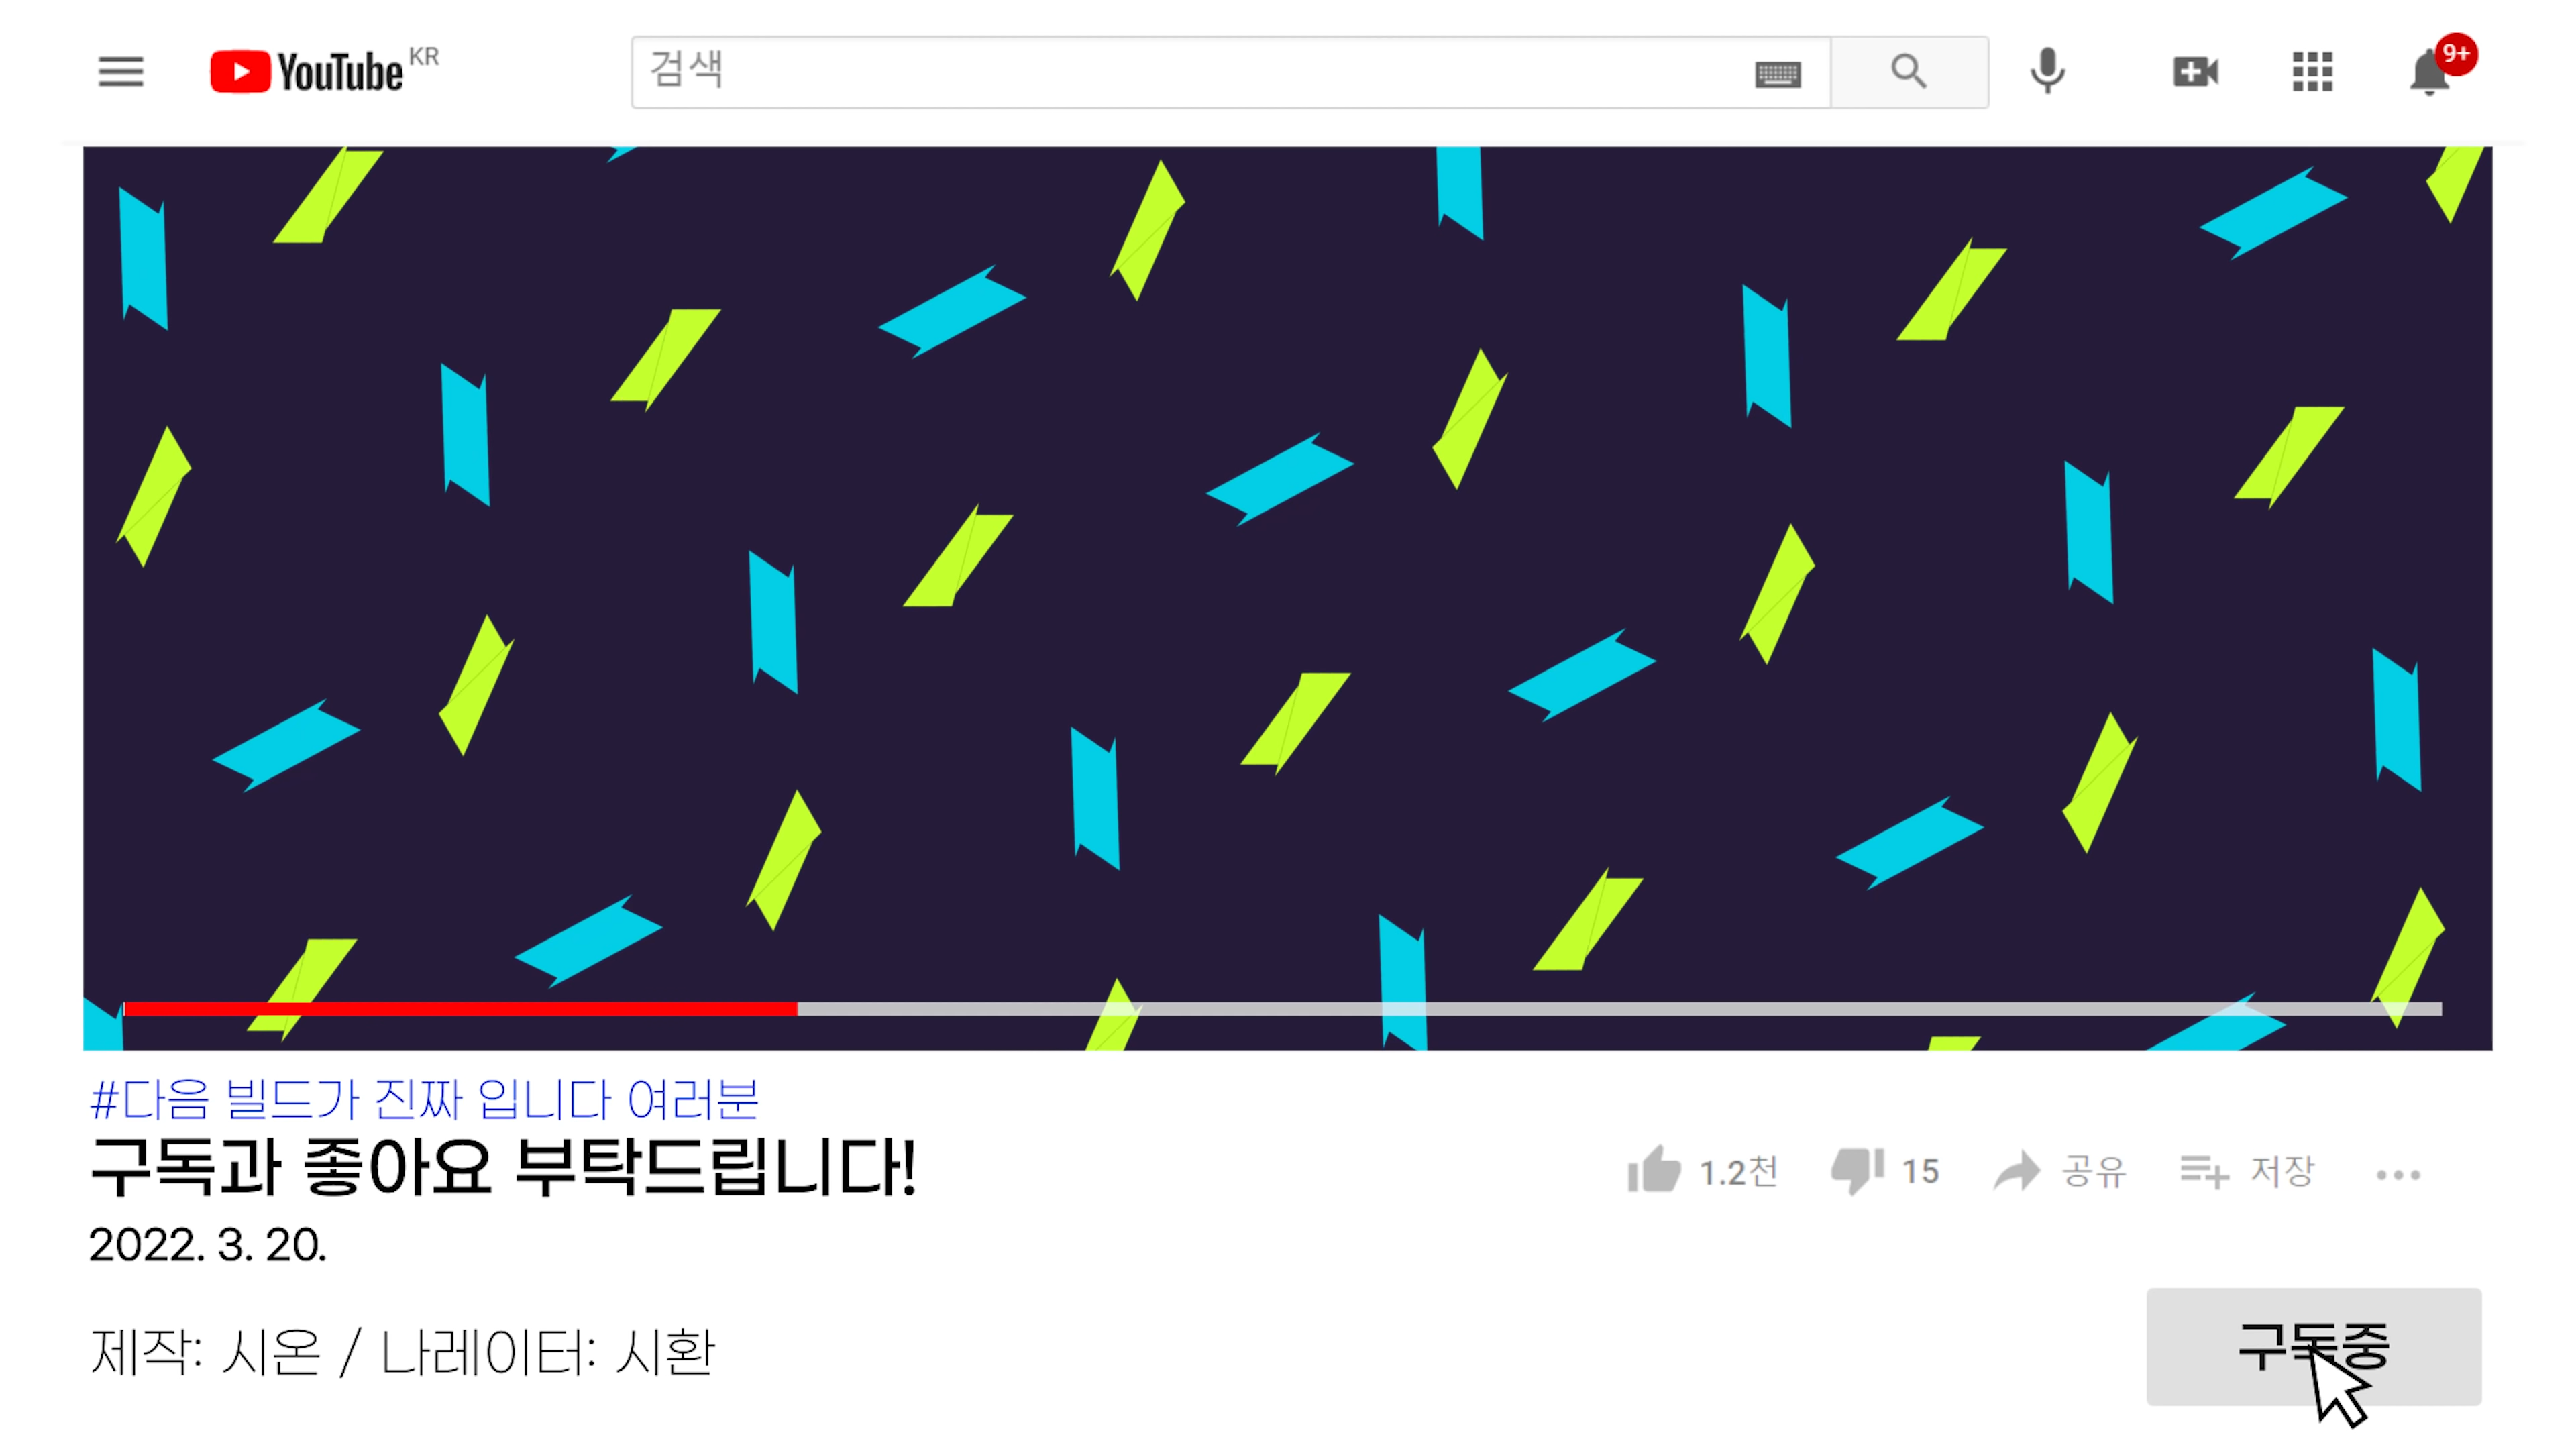 YouTube KR
검색
9+
#다음 빌드가 진짜 입니다 여러분
구독과 좋아요 부탁드립니다!
1.2천 15 공유 저장
2022. 3. 20.
제작: 시온 / 나레이터: 시환
구독중